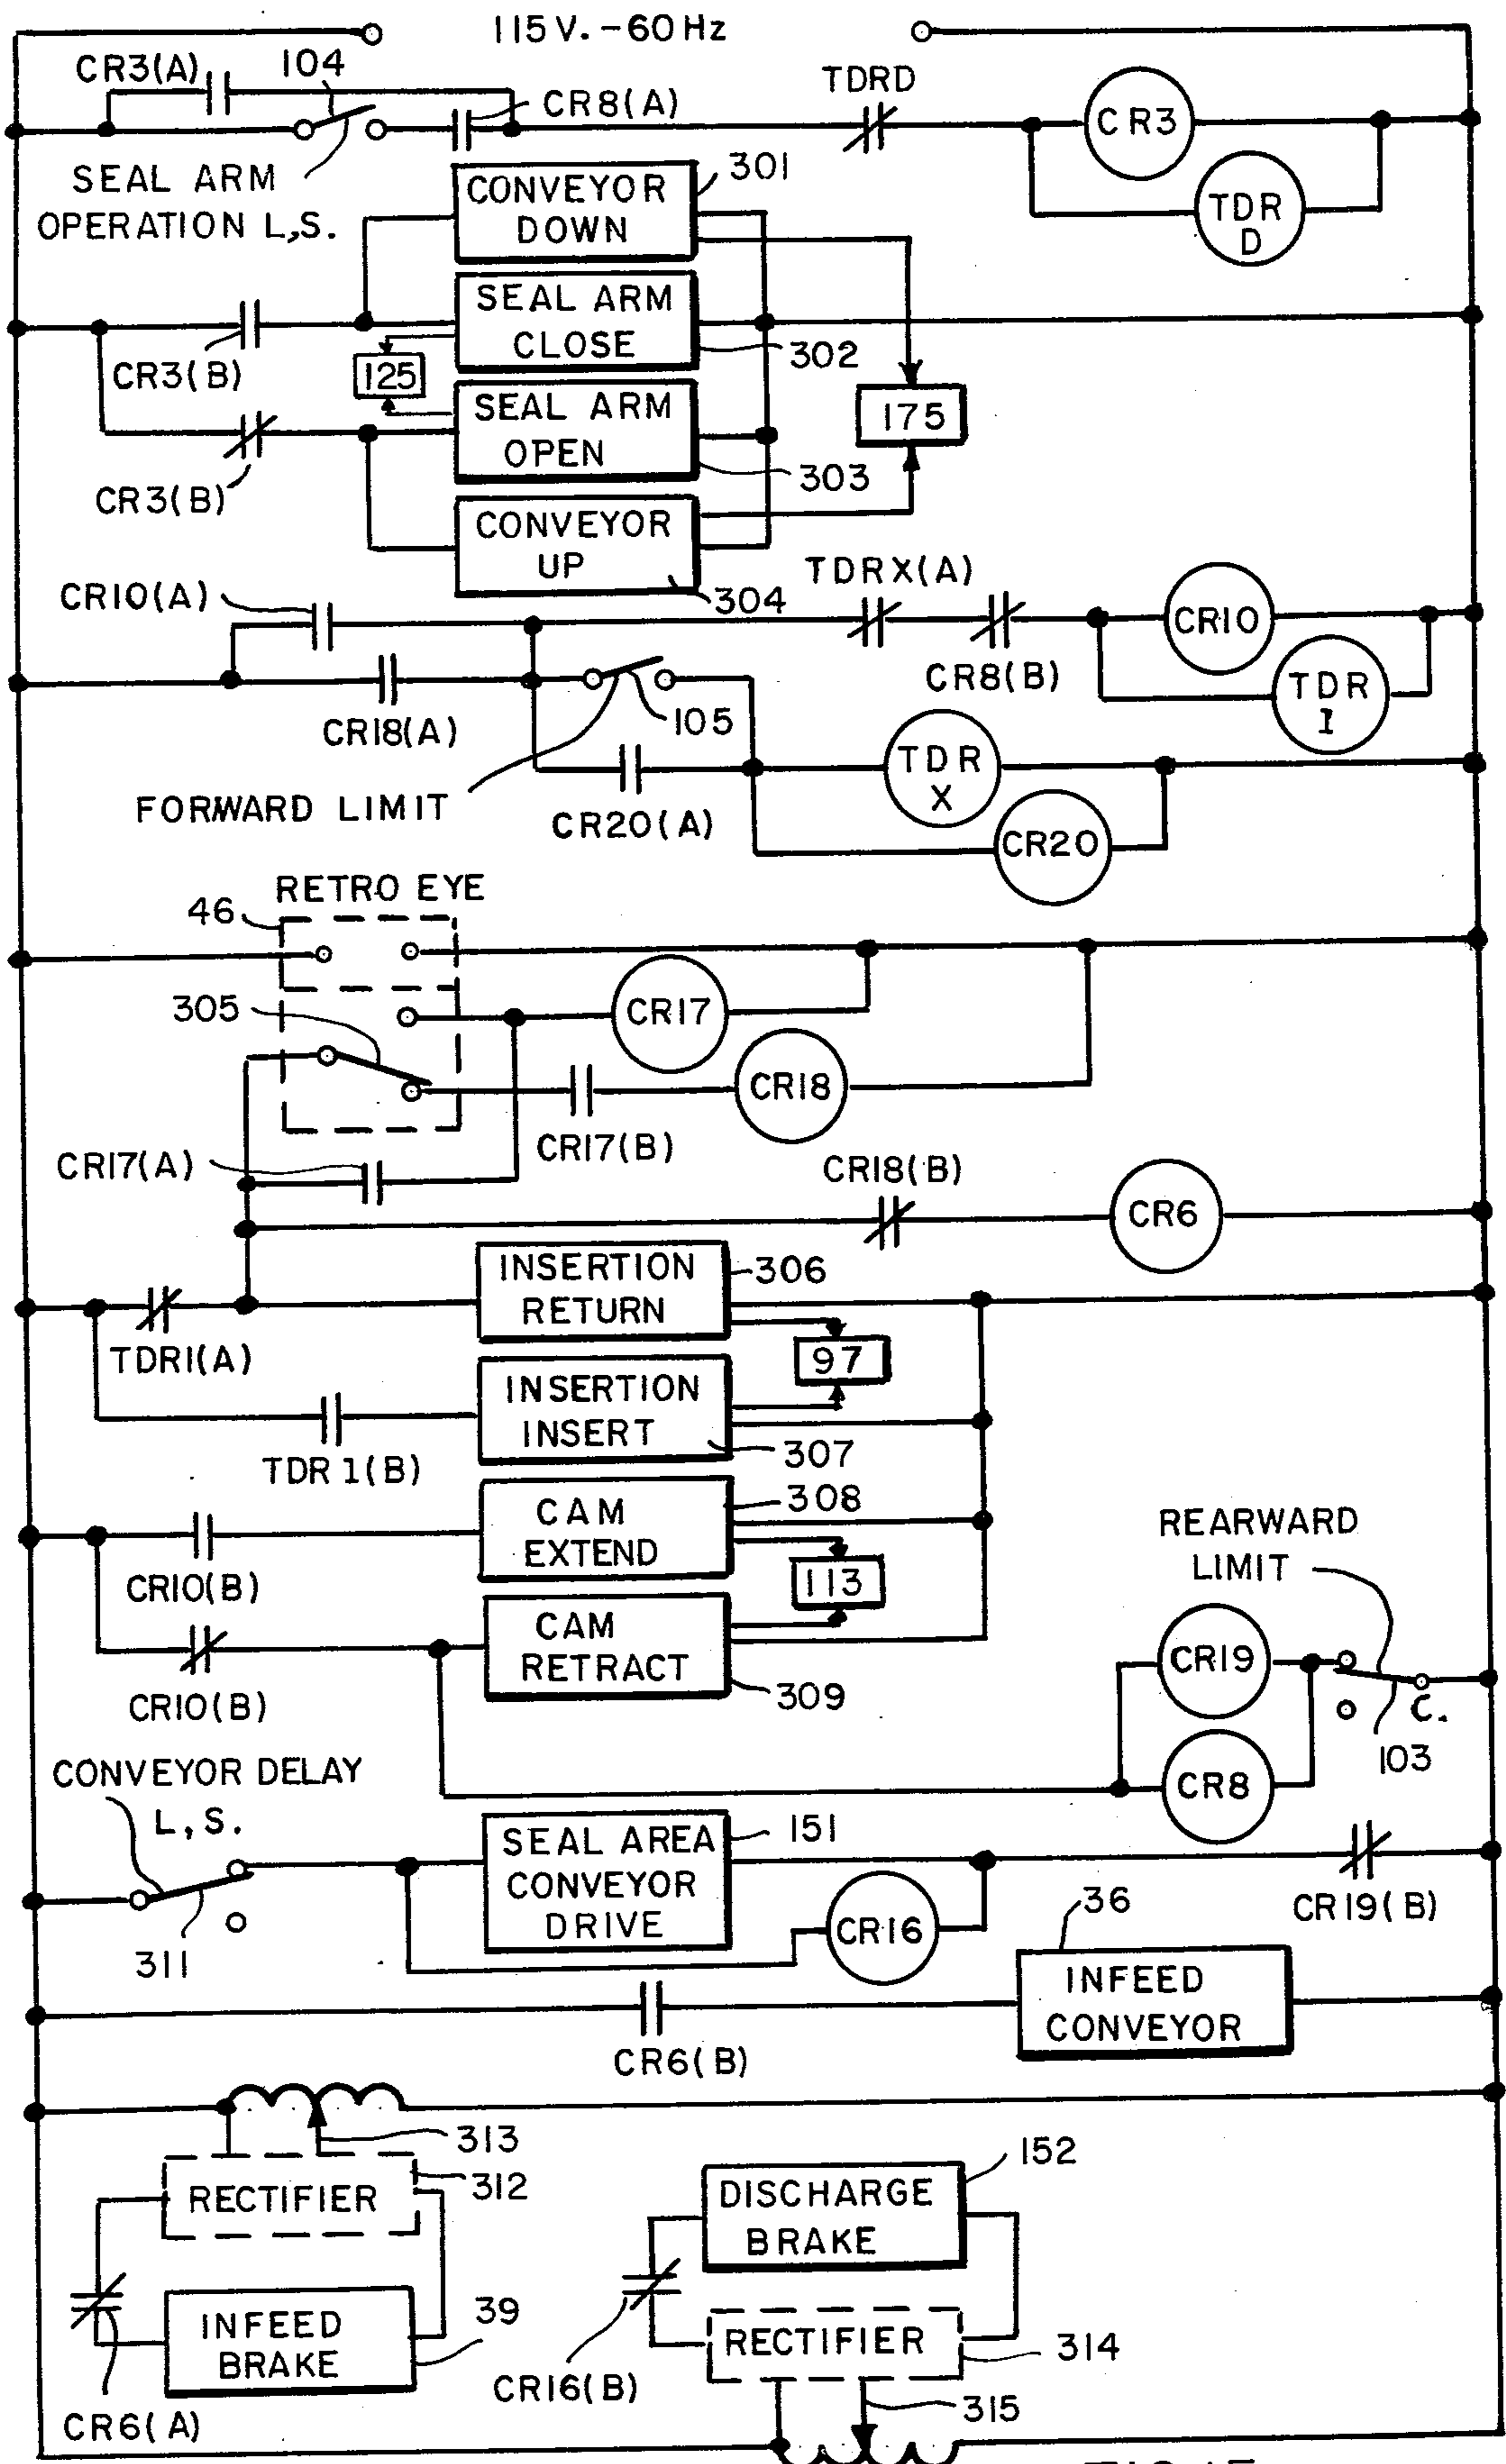 115 V. - 60 Hz
CR3(A)
104
CR8(A)
TDRD
CR3
SEAL ARM
OPERATION L,S.
TDR
D
301
CONVEYOR
DOWN
SEAL ARM
CLOSE
302
CR3(B)
125
175
SEAL ARM
OPEN
303
CR3(B)
CONVEYOR
UP
304
CR10(A)
TDRX(A)
CR10
CR8(B)
TDR
I
CR18(A)
105
TDR
X
FORWARD LIMIT
CR20(A)
CR20
RETRO EYE
46
305
CR17
CR18
CR17(B)
CR17(A)
CR18(B)
CR6
INSERTION
RETURN
306
TDR1(A)
97
INSERTION
INSERT
307
TDR 1(B)
CAM
EXTEND
308
REARWARD
LIMIT
CR10(B)
113
CAM
RETRACT
309
CR19
C.
103
CR10(B)
CR8
CONVEYOR DELAY
L,S.
SEAL AREA
CONVEYOR
DRIVE
151
CR16
CR19(B)
311
36
INFEED
CONVEYOR
CR6(B)
313
RECTIFIER
312
152
DISCHARGE
BRAKE
INFEED
BRAKE
39
RECTIFIER
314
CR16(B)
CR6(A)
315